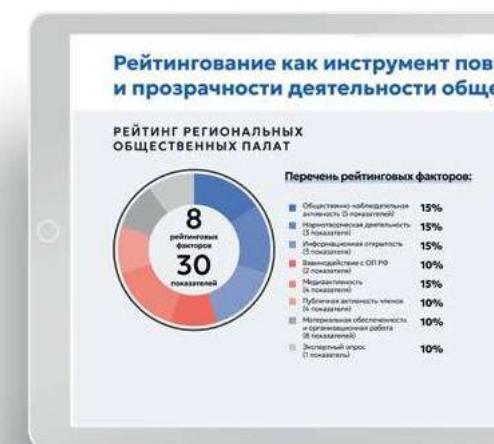 Рейтингование как инструмент пов
и прозрачности деятельности обще
РЕЙТИНГ РЕГИОНАЛЬНЫХ
ОБЩЕСТВЕННЫХ ПАЛАТ
8
рейтинговых
факторов
30
показателей
Перечень рейтинговых факторов:
Общественно-наблюдательная
активность (5 показателей) 15%
Нормотворческая деятельность
(3 показателя) 15%
Информационная открытость
(3 показателя) 15%
Взаимодействие с ОП РФ
(2 показателя) 10%
Медиаактивность
(4 показателя) 15%
Публичная активность членов
(4 показателя) 10%
Материальная обеспеченность
и организационная работа
(8 показателей) 10%
Экспертный опрос
(1 показатель) 10%